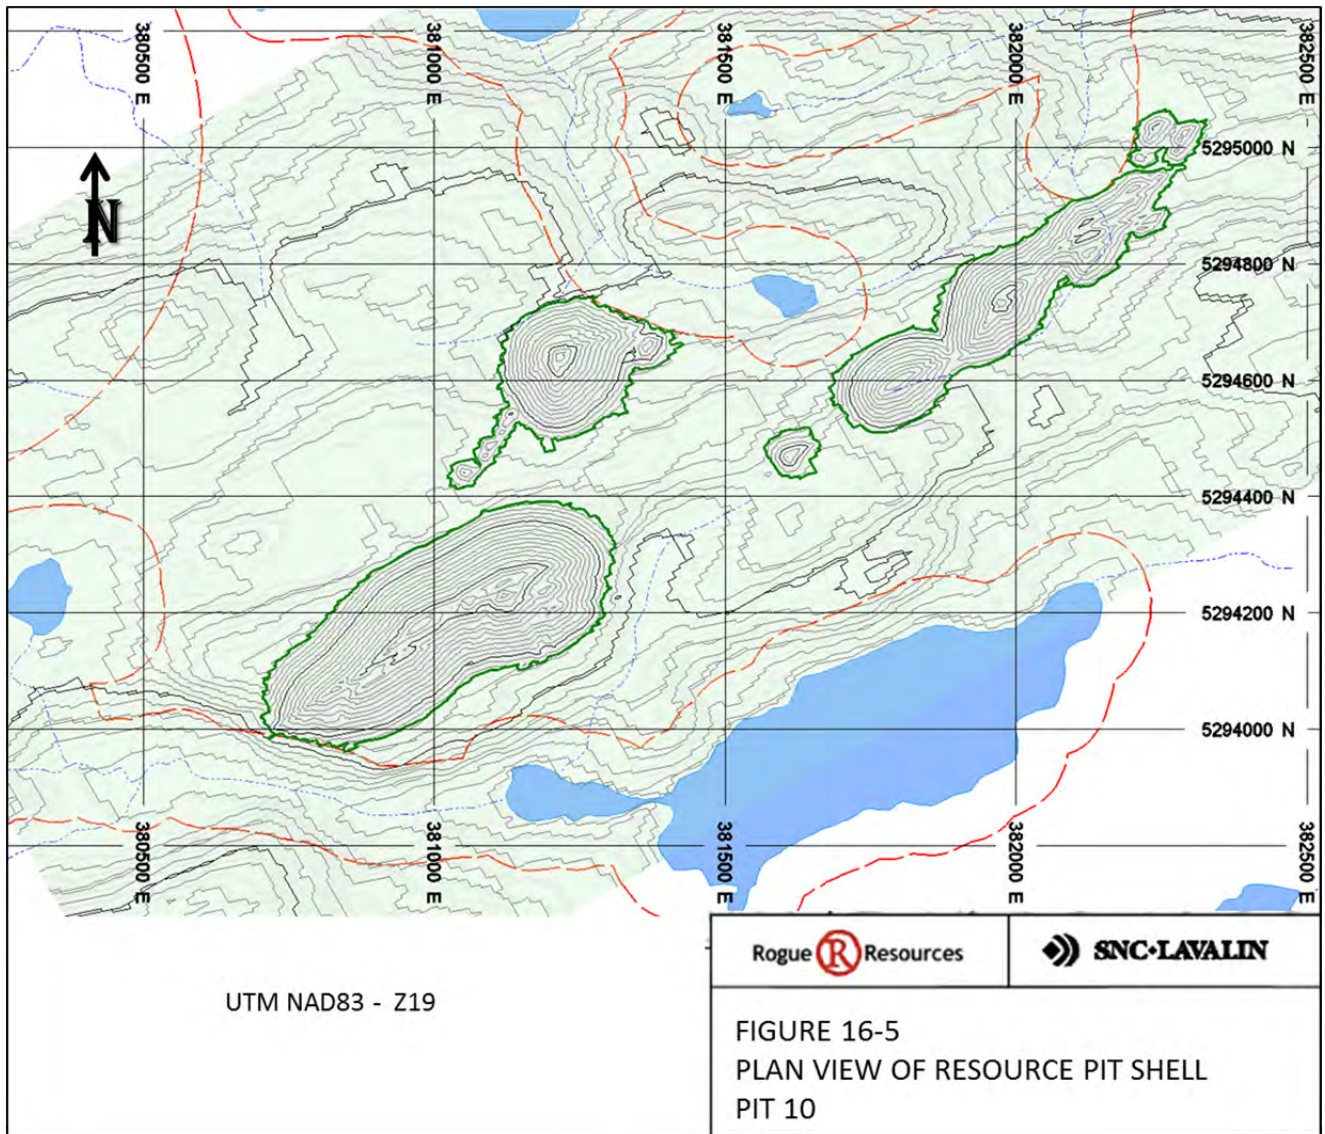 380500 E
381000 E
381500 E
382000 E
382500 E
5295000 N
N
5294800 N
5294600 N
5294400 N
5294200 N
5294000 N
380500 E
381000 E
381500 E
382000 E
382500 E
Rogue R Resources
SNC•LAVALIN
UTM NAD83 - Z19
FIGURE 16-5
PLAN VIEW OF RESOURCE PIT SHELL
PIT 10